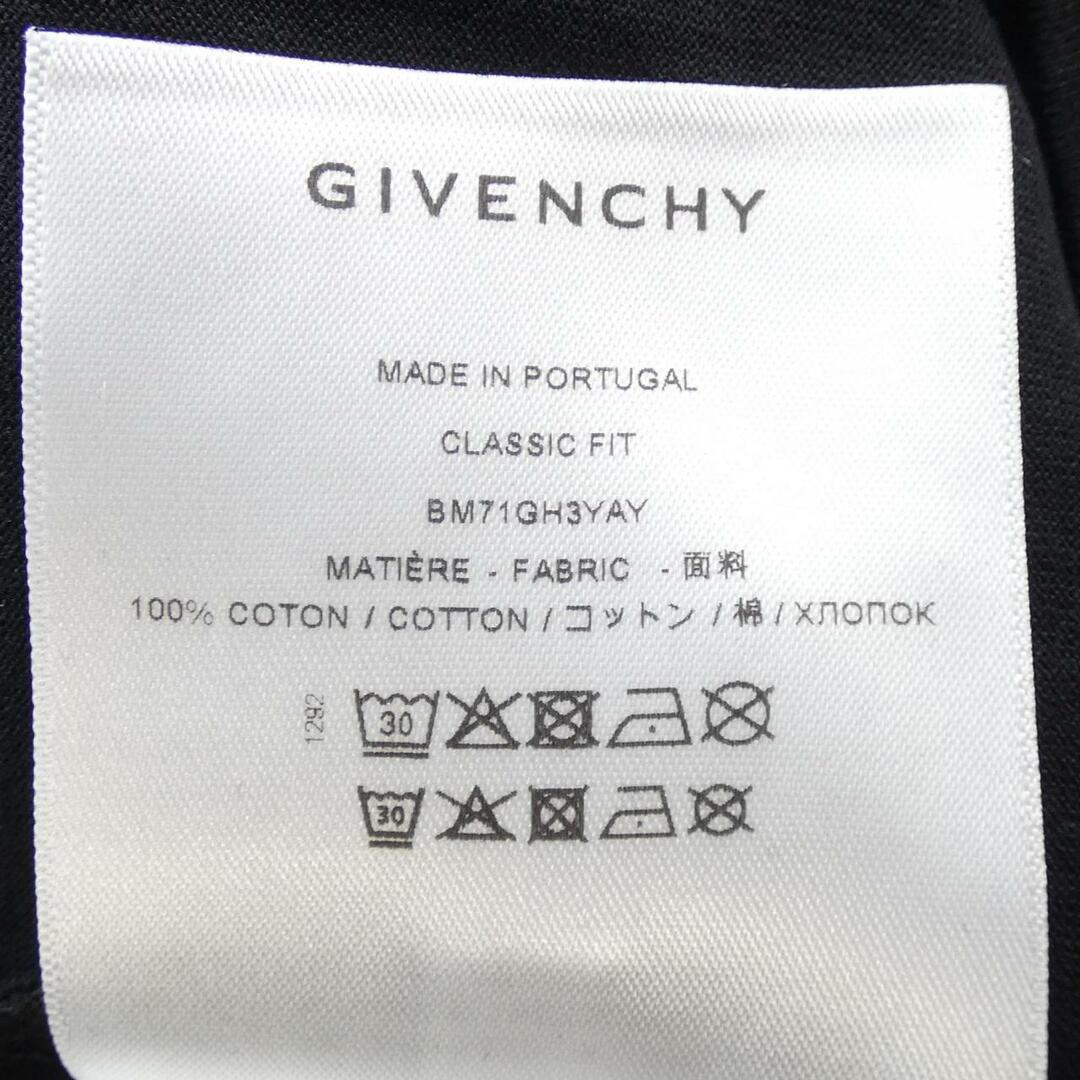 GIVENCHY
MADE IN PORTUGAL
CLASSIC FIT
BM71GH3YAY
MATIÈRE - FABRIC - 面料
100% COTON / COTTON / コットン / 棉 / ХЛОПОК
1292
30
30